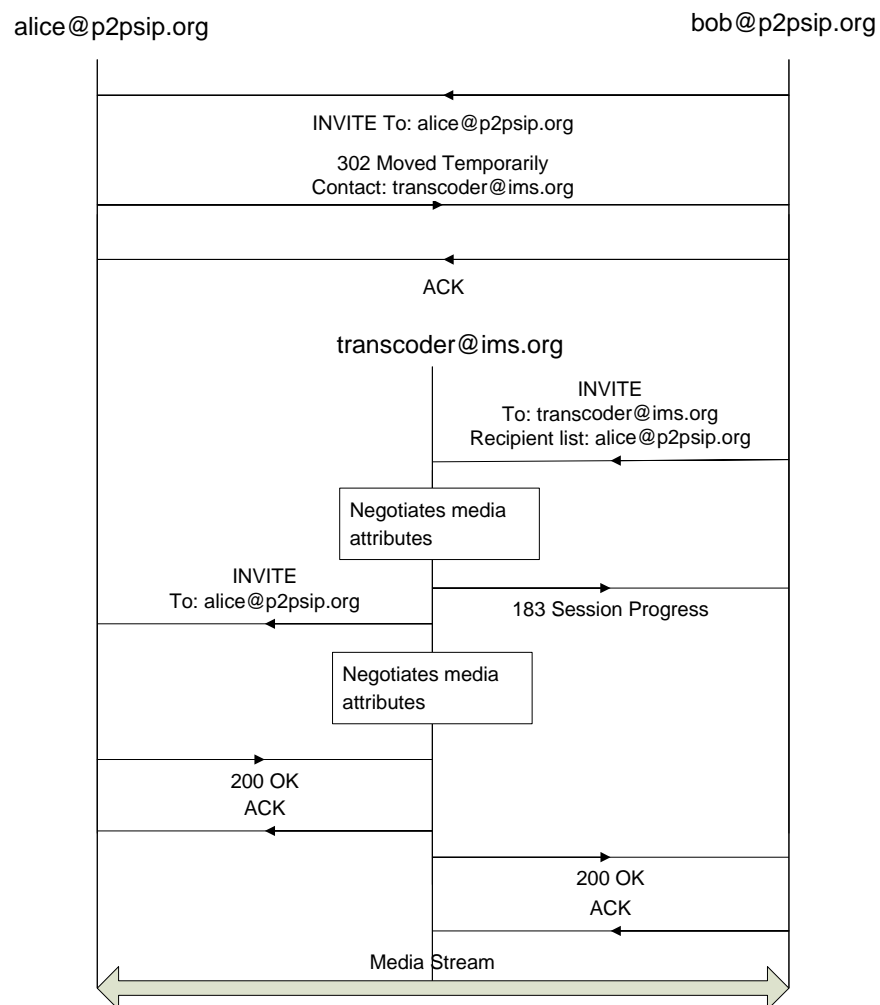 alice@p2psip.org
bob@p2psip.org
INVITE To: alice@p2psip.org
302 Moved Temporarily
Contact: transcoder@ims.org
ACK
transcoder@ims.org
INVITE
To: transcoder@ims.org
Recipient list: alice@p2psip.org
Negotiates media
attributes
INVITE
To: alice@p2psip.org
183 Session Progress
Negotiates media
attributes
200 OK
ACK
200 OK
ACK
Media Stream